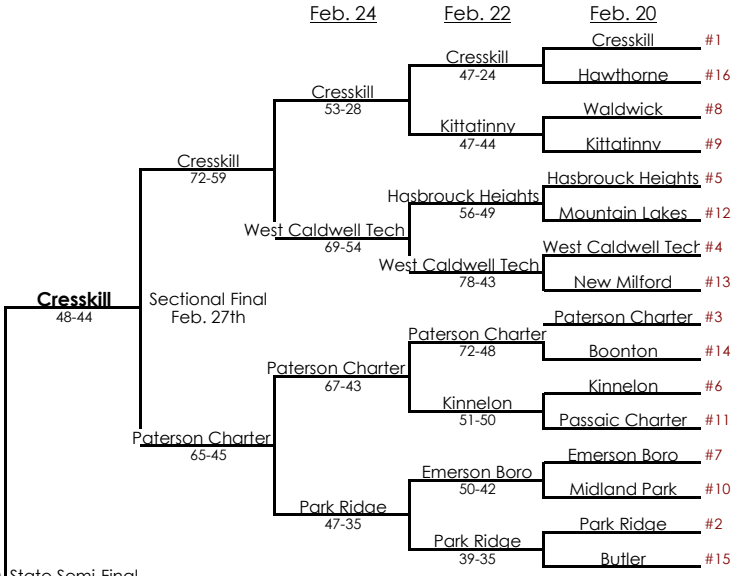 Feb. 24 Feb. 22 Feb. 20
Cresskill #1
Cresskill
47-24
Hawthorne #16
Cresskill
53-28
Waldwick #8
Kittatinny
47-44
Kittatinny #9
Cresskill
72-59
Hasbrouck Heights #5
Hasbrouck Heights
56-49
Mountain Lakes #12
West Caldwell Tech
69-54
West Caldwell Tech #4
West Caldwell Tech
78-43
New Milford #13
Cresskill
48-44
Sectional Final
Feb. 27th
Paterson Charter #3
Paterson Charter
72-48
Boonton #14
Paterson Charter
67-43
Kinnelon #6
Kinnelon
51-50
Passaic Charter #11
Paterson Charter
65-45
Emerson Boro #7
Emerson Boro
50-42
Midland Park #10
Park Ridge
47-35
Park Ridge #2
Park Ridge
39-35
Butler #15
State Semi-Final